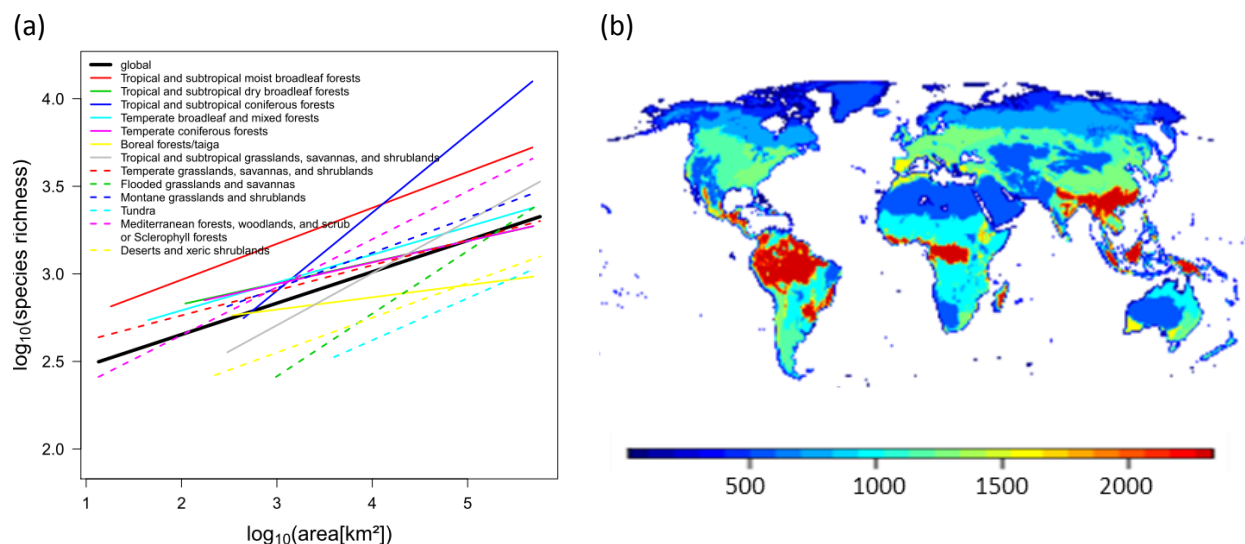 (a)
(b)
global
Tropical and subtropical moist broadleaf forests
Tropical and subtropical dry broadleaf forests
Tropical and subtropical coniferous forests
Temperate broadleaf and mixed forests
Temperate coniferous forests
Boreal forests/taiga
Tropical and subtropical grasslands, savannas, and shrublands
Temperate grasslands, savannas, and shrublands
Flooded grasslands and savannas
Montane grasslands and shrublands
Tundra
Mediterranean forests, woodlands, and scrub
or Sclerophyll forests
Deserts and xeric shrublands
log₁₀(species richness)
4.0
3.5
3.0
2.5
2.0
1 2 3 4 5
log₁₀(area[km²])
500 1000 1500 2000